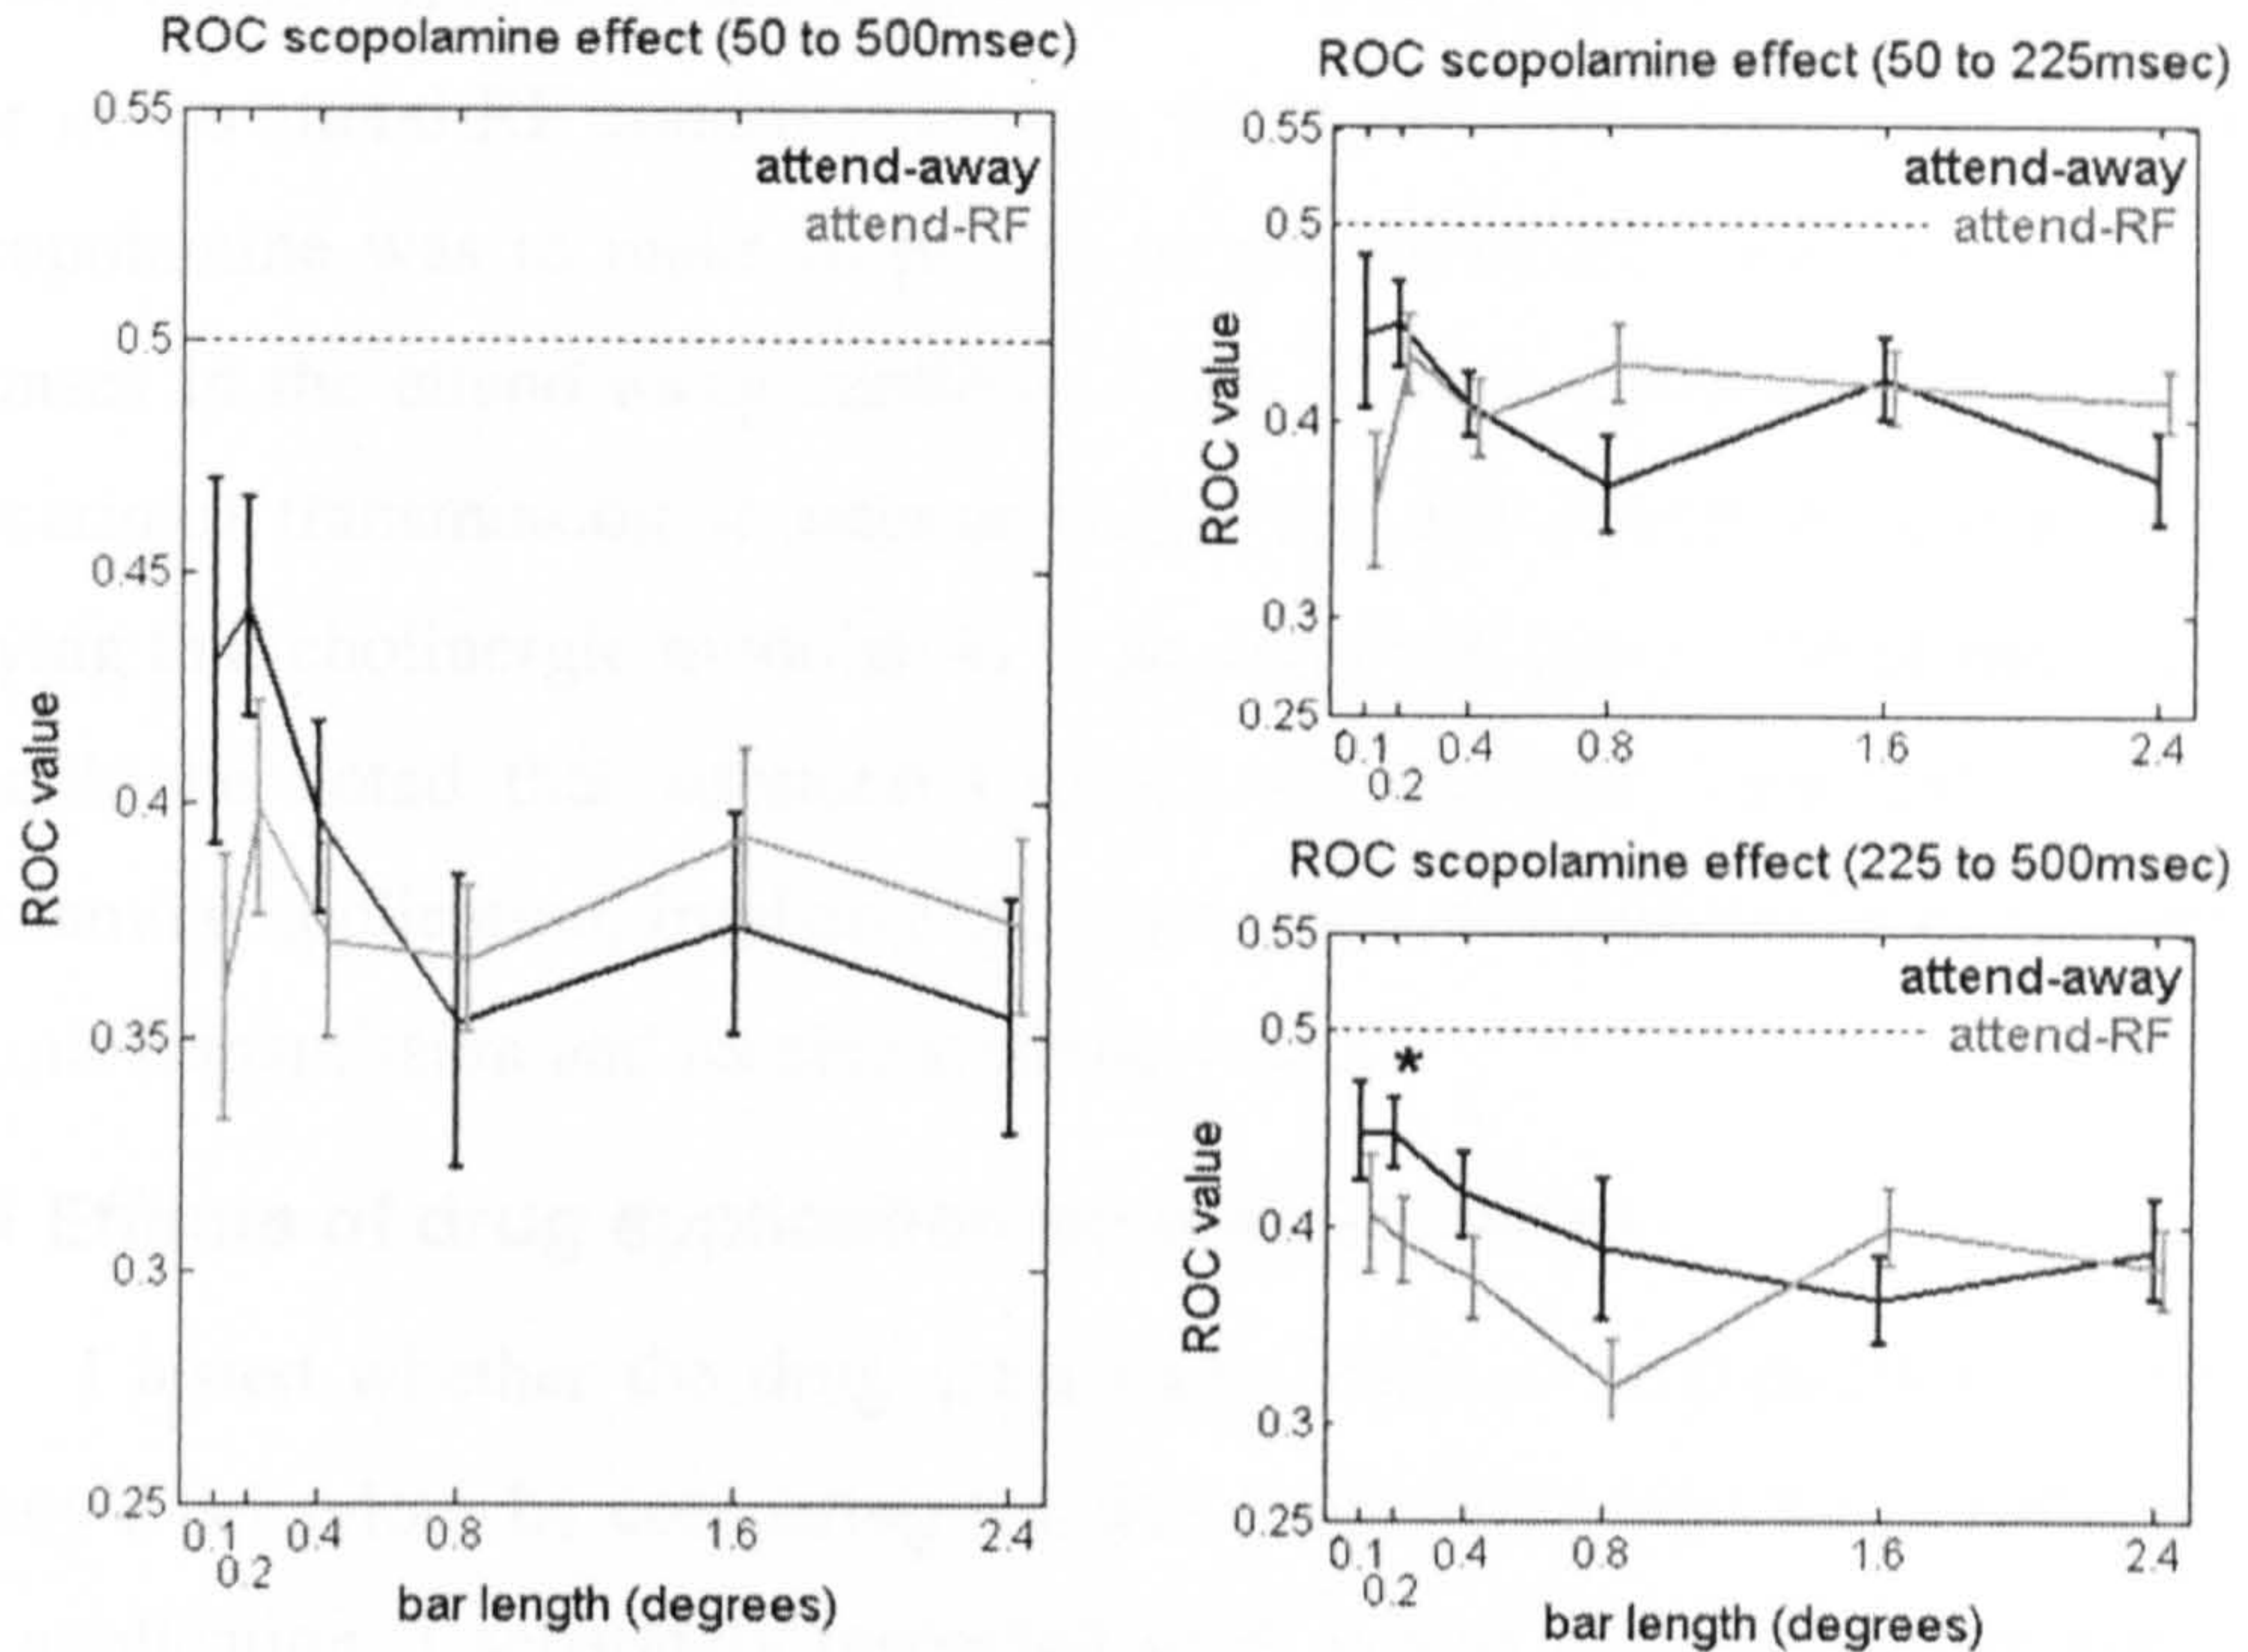 ROC scopolamine effect (50 to 500msec)
0.55
0.5
0.45
0.4
0.35
0.3
0.25
ROC value
attend-away
attend-RF
0.1 0.4 0.8 1.6 2.4
0.2
bar length (degrees)
ROC scopolamine effect (50 to 225msec)
0.55
0.5
0.4
0.3
0.25
ROC value
attend-away
attend-RF
0.1 0.4 0.8 1.6 2.4
0.2
ROC scopolamine effect (225 to 500msec)
0.55
0.5
0.4
0.3
0.25
ROC value
attend-away
attend-RF
*
0.1 0.4 0.8 1.6 2.4
0.2
bar length (degrees)